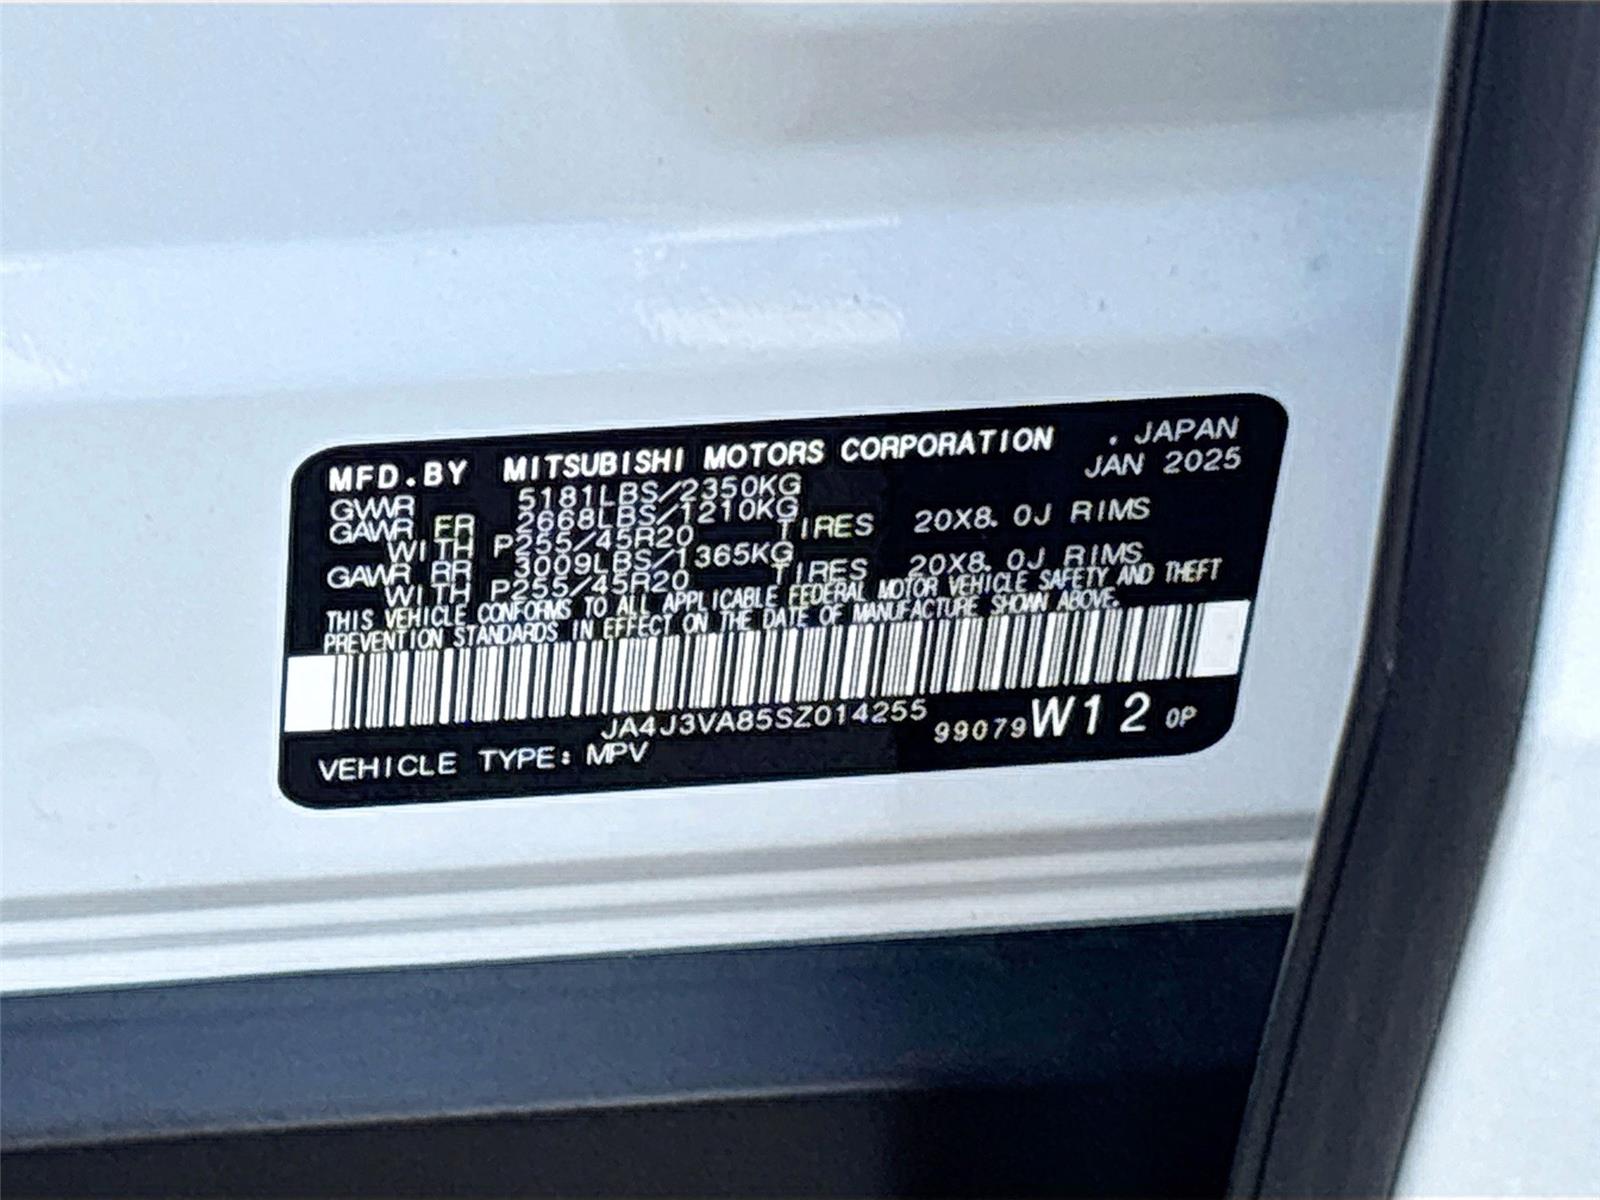 MFD.BY MITSUBISHI MOTORS CORPORATION . JAPAN
JAN 2025
GVWR 5181LBS/2350KG
GAWR FR 2668LBS/1210KG
WITH P255/45R20 TIRES 20X8.0J RIMS
GAWR RR 3009LBS/1365KG
WITH P255/45R20 TIRES 20X8.0J RIMS
THIS VEHICLE CONFORMS TO ALL APPLICABLE FEDERAL MOTOR VEHICLE SAFETY AND THEFT
PREVENTION STANDARDS IN EFFECT ON THE DATE OF MANUFACTURE SHOWN ABOVE.
JA4J3VA85SZ014255
99079 W12 0P
VEHICLE TYPE: MPV